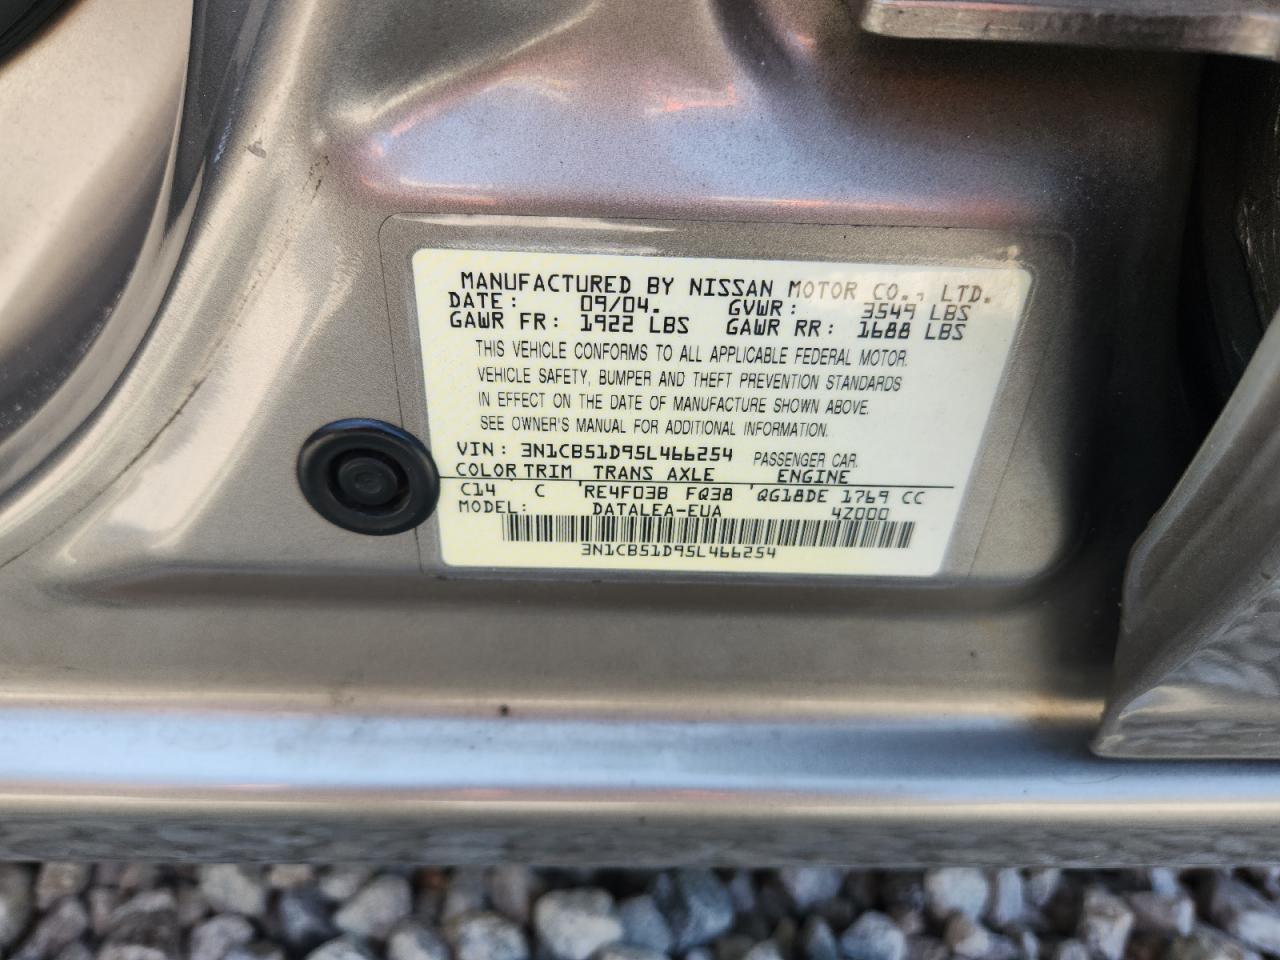 MANUFACTURED BY NISSAN MOTOR CO., LTD.
DATE: 09/04. GVWR: 3549 LBS
GAWR FR: 1922 LBS GAWR RR: 1688 LBS
THIS VEHICLE CONFORMS TO ALL APPLICABLE FEDERAL MOTOR.
VEHICLE SAFETY, BUMPER AND THEFT PREVENTION STANDARDS
IN EFFECT ON THE DATE OF MANUFACTURE SHOWN ABOVE.
SEE OWNER'S MANUAL FOR ADDITIONAL INFORMATION.
VIN: 3N1CB51D95L466254 PASSENGER CAR.
COLOR TRIM TRANS AXLE ENGINE
C14 C RE4F03B FQ38 QG18DE 1769 CC
MODEL: DATALEA-EUA 4Z000
3N1CB51D95L466254